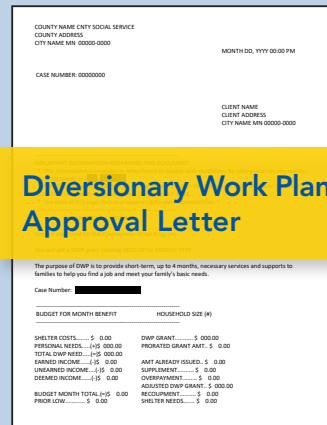 COUNTY NAME CNTY SOCIAL SERVICE
COUNTY ADDRESS
CITY NAME MN 00000-0000
MONTH DD, YYYY 00:00 PM
CASE NUMBER: 00000000
CLIENT NAME
CLIENT ADDRESS
CITY NAME MN 00000-0000
Diversionary Work Plan
Approval Letter
The purpose of DWP is to provide short-term, up to 4 months, necessary services and supports to
families to help you find a job and meet your family's basic needs.
Case Number:
BUDGET FOR MONTH BENEFIT HOUSEHOLD SIZE (#)
SHELTER COSTS........ $ 0.00 DWP GRANT............ $ 000.00
PERSONAL NEEDS.....(+)$ 000.00 PRORATED GRANT AMT.. $ 0.00
TOTAL DWP NEED....(=)$ 000.00
EARNED INCOME.....(-)$ 0.00 AMT ALREADY ISSUED.. $ 0.00
UNEARNED INCOME....(-)$ 0.00 SUPPLEMENT........... $ 0.00
DEEMED INCOME......(-)$ 0.00 OVERPAYMENT........... $ 0.00
ADJUSTED DWP GRANT.. $ 000.00
BUDGET MONTH TOTAL.(=)$ 0.00 RECOUPMENT........... $ 0.00
PRIOR LOW............ $ 0.00 SHELTER NEEDS........ $ 0.00